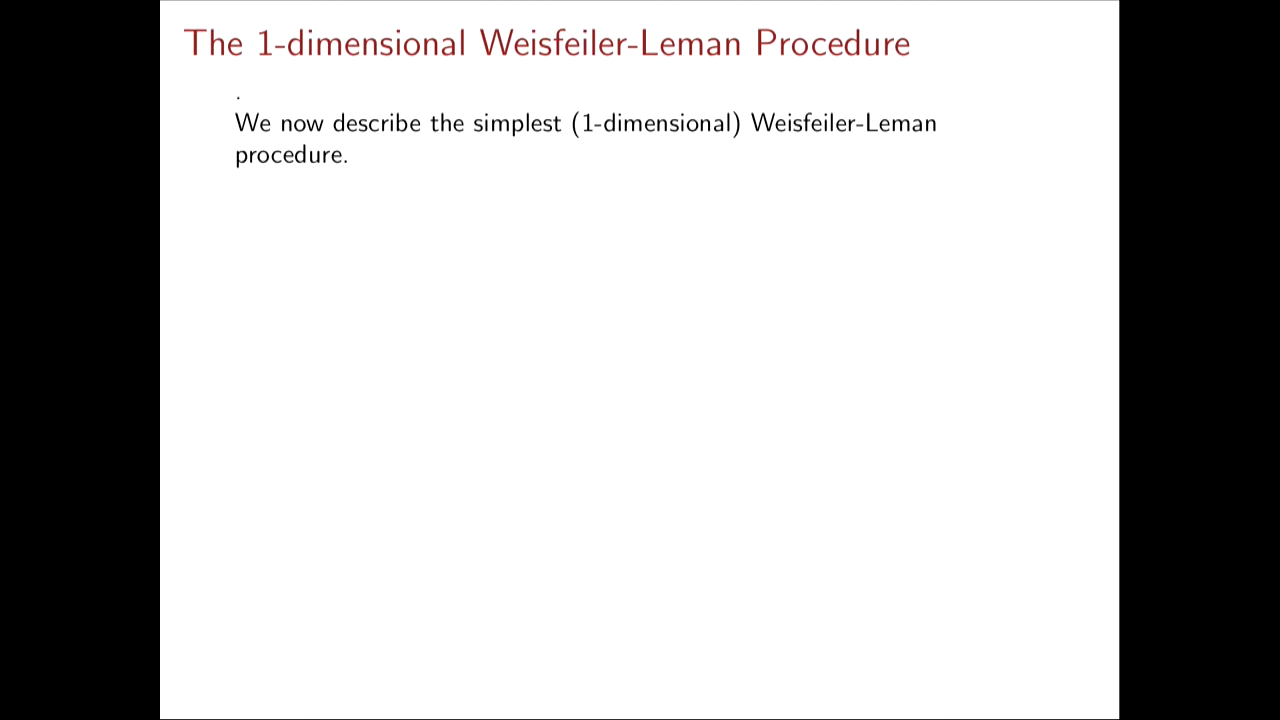 The 1-dimensional Weisfeiler-Leman Procedure
.
We now describe the simplest (1-dimensional) Weisfeiler-Leman
procedure.